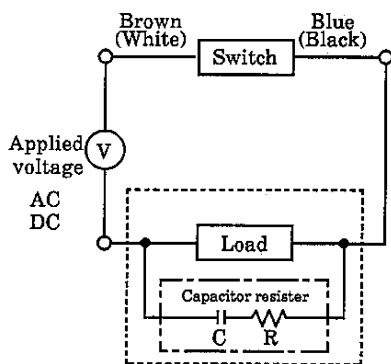 Brown
(White)
Blue
(Black)
Switch
Applied
voltage
V
AC
DC
Load
Capacitor resister
C
R